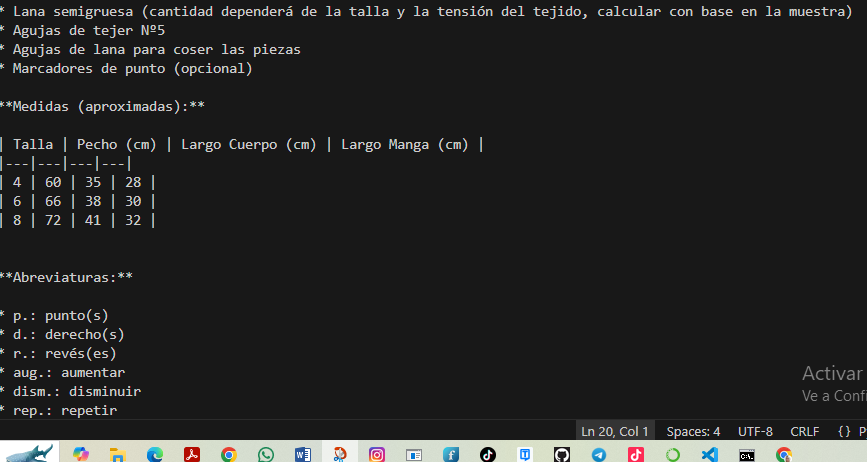 * Lana semigruesa (cantidad dependerá de la talla y la tensión del tejido, calcular con base en la muestra)
* Agujas de tejer Nº5
* Agujas de lana para coser las piezas
* Marcadores de punto (opcional)
**Medidas (aproximadas):**
| Talla | Pecho (cm) | Largo Cuerpo (cm) | Largo Manga (cm) |
|---|---|---|---|
| 4 | 60 | 35 | 28 |
| 6 | 66 | 38 | 30 |
| 8 | 72 | 41 | 32 |
**Abreviaturas:**
* p.: punto(s)
* d.: derecho(s)
* r.: revés(es)
* aug.: aumentar
* dism.: disminuir
* rep.: repetir
Activar
Ve a Confi
Ln 20, Col 1 Spaces: 4 UTF-8 CRLF {} P